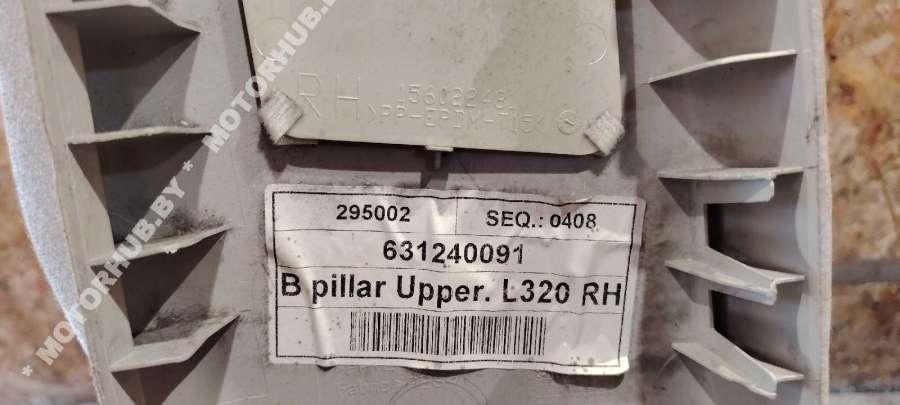 RH
15602248
>PP-EPDM-T15<
295002
SEQ.: 0408
631240091
B pillar Upper. L320 RH
* MOTORHUB.BY * MOTORHUB.BY